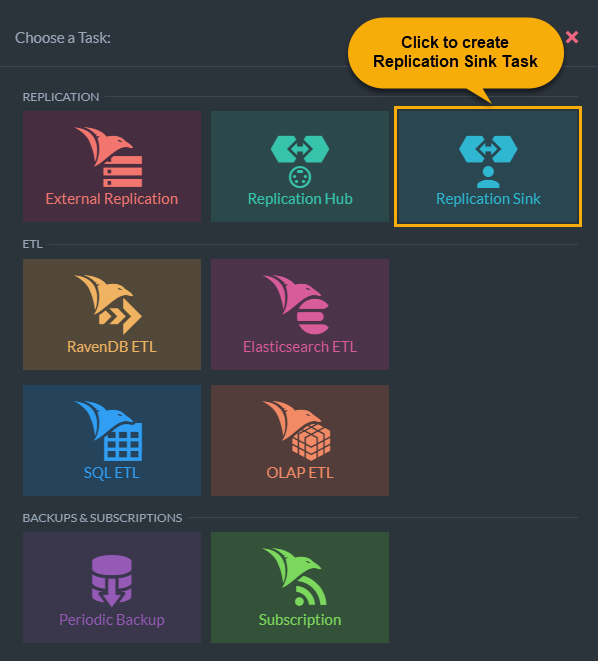 Choose a Task:
Click to create
Replication Sink Task
REPLICATION
External Replication
Replication Hub
Replication Sink
ETL
RavenDB ETL
Elasticsearch ETL
SQL ETL
OLAP ETL
BACKUPS & SUBSCRIPTIONS
Periodic Backup
Subscription